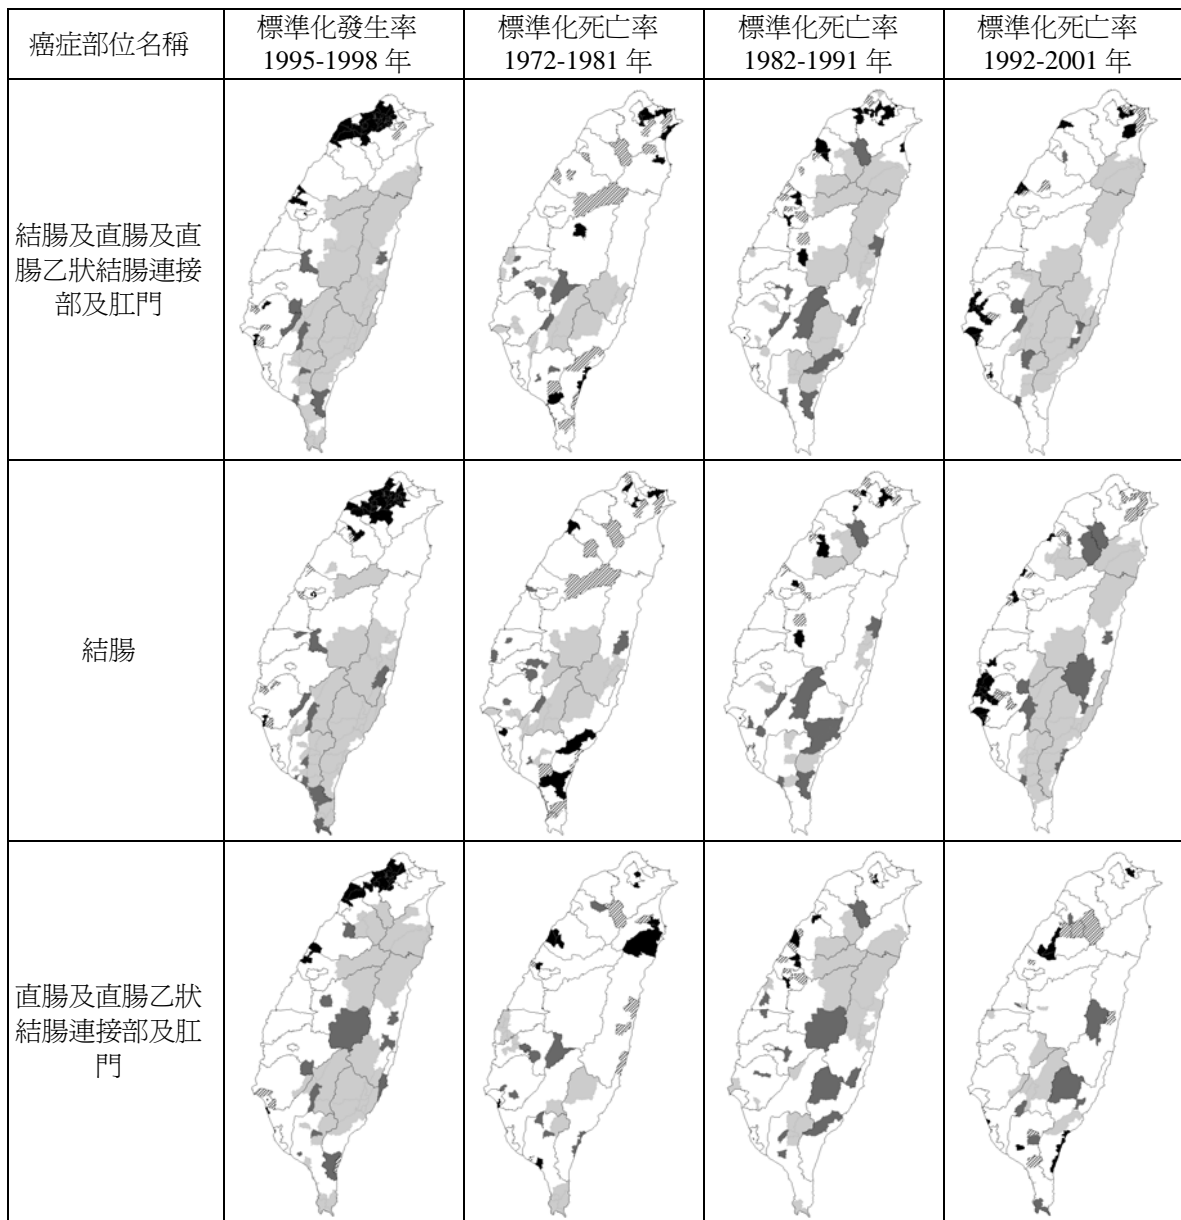 癌症部位名稱
標準化發生率
1995-1998 年
標準化死亡率
1972-1981 年
標準化死亡率
1982-1991 年
標準化死亡率
1992-2001 年
結腸及直腸及直
腸乙狀結腸連接
部及肛門
結腸
直腸及直腸乙狀
結腸連接部及肛
門